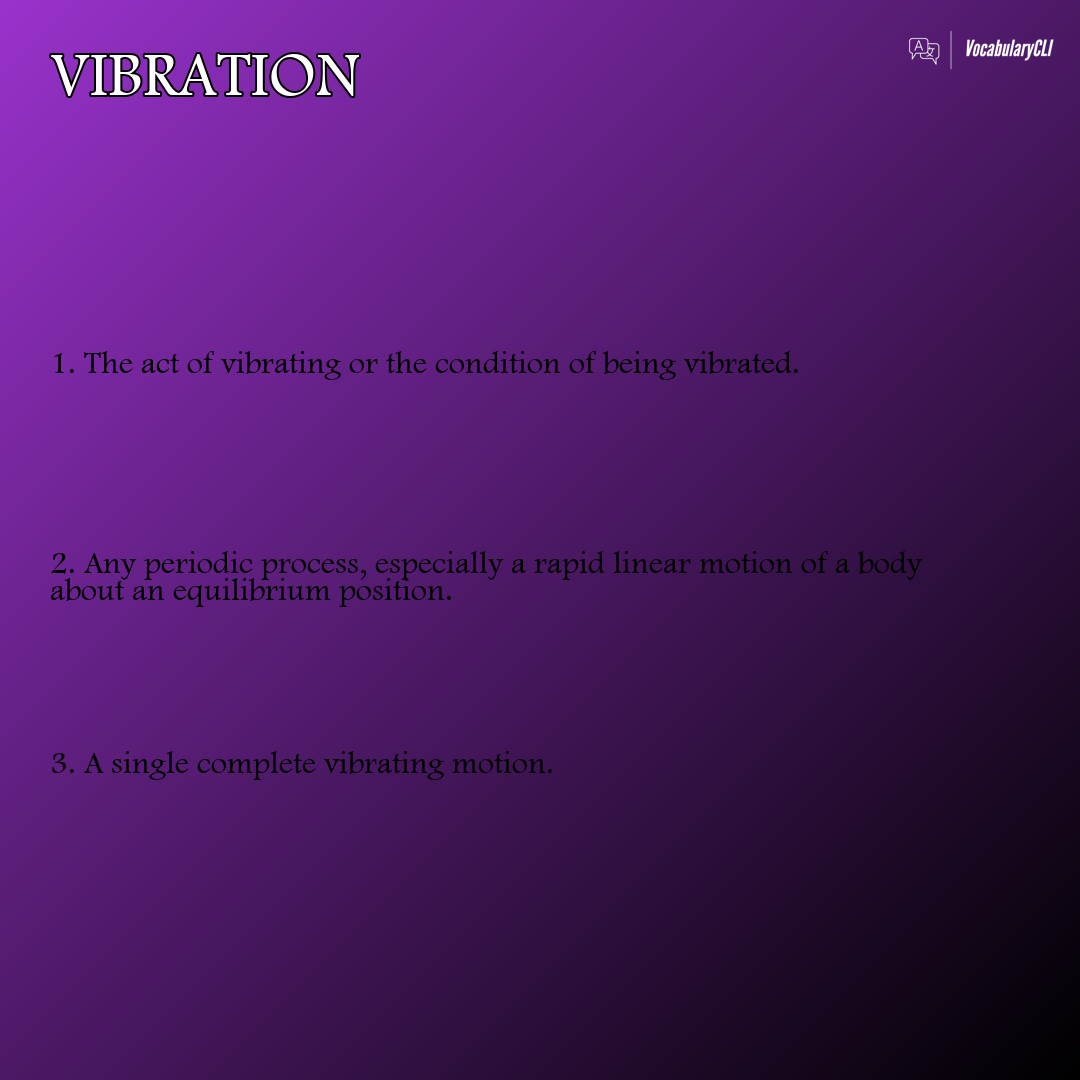 VIBRATION
VocabularyCLI
1. The act of vibrating or the condition of being vibrated.
2. Any periodic process, especially a rapid linear motion of a body
about an equilibrium position.
3. A single complete vibrating motion.